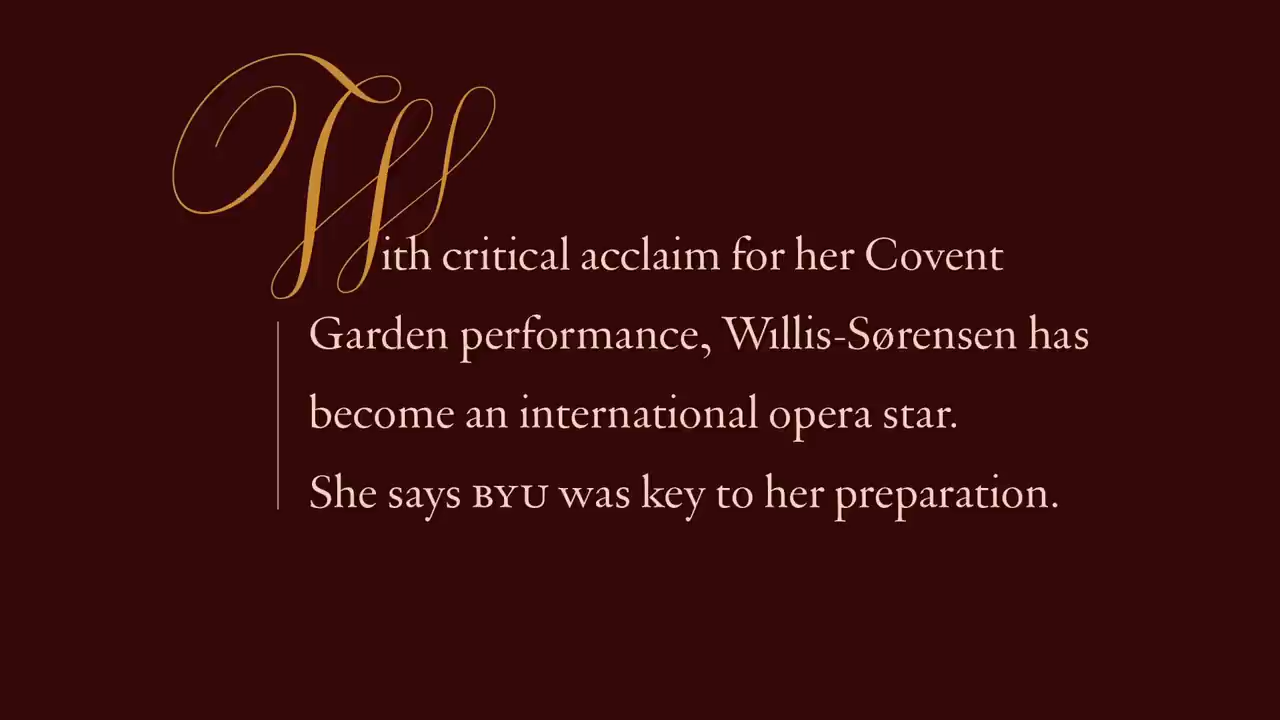 With critical acclaim for her Covent
Garden performance, Willis-Sørensen has
become an international opera star.
She says BYU was key to her preparation.